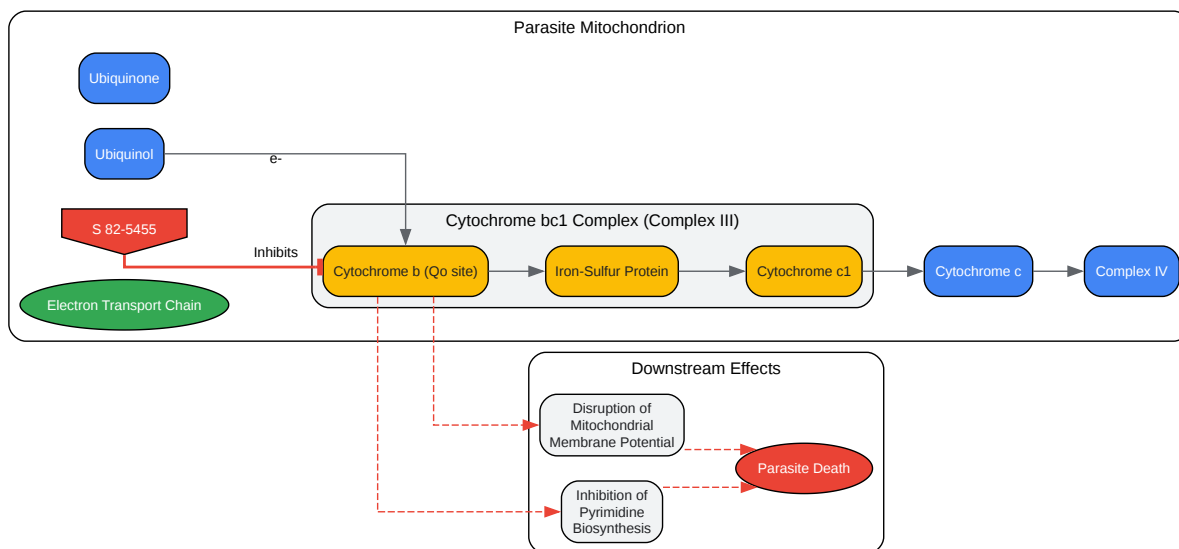 Parasite Mitochondrion
Ubiquinone
Ubiquinol
e-
S 82-5455
Inhibits
Cytochrome bc1 Complex (Complex III)
Cytochrome b (Qo site)
Iron-Sulfur Protein
Cytochrome c1
Cytochrome c
Complex IV
Electron Transport Chain
Downstream Effects
Disruption of
Mitochondrial
Membrane Potential
Parasite Death
Inhibition of
Pyrimidine
Biosynthesis